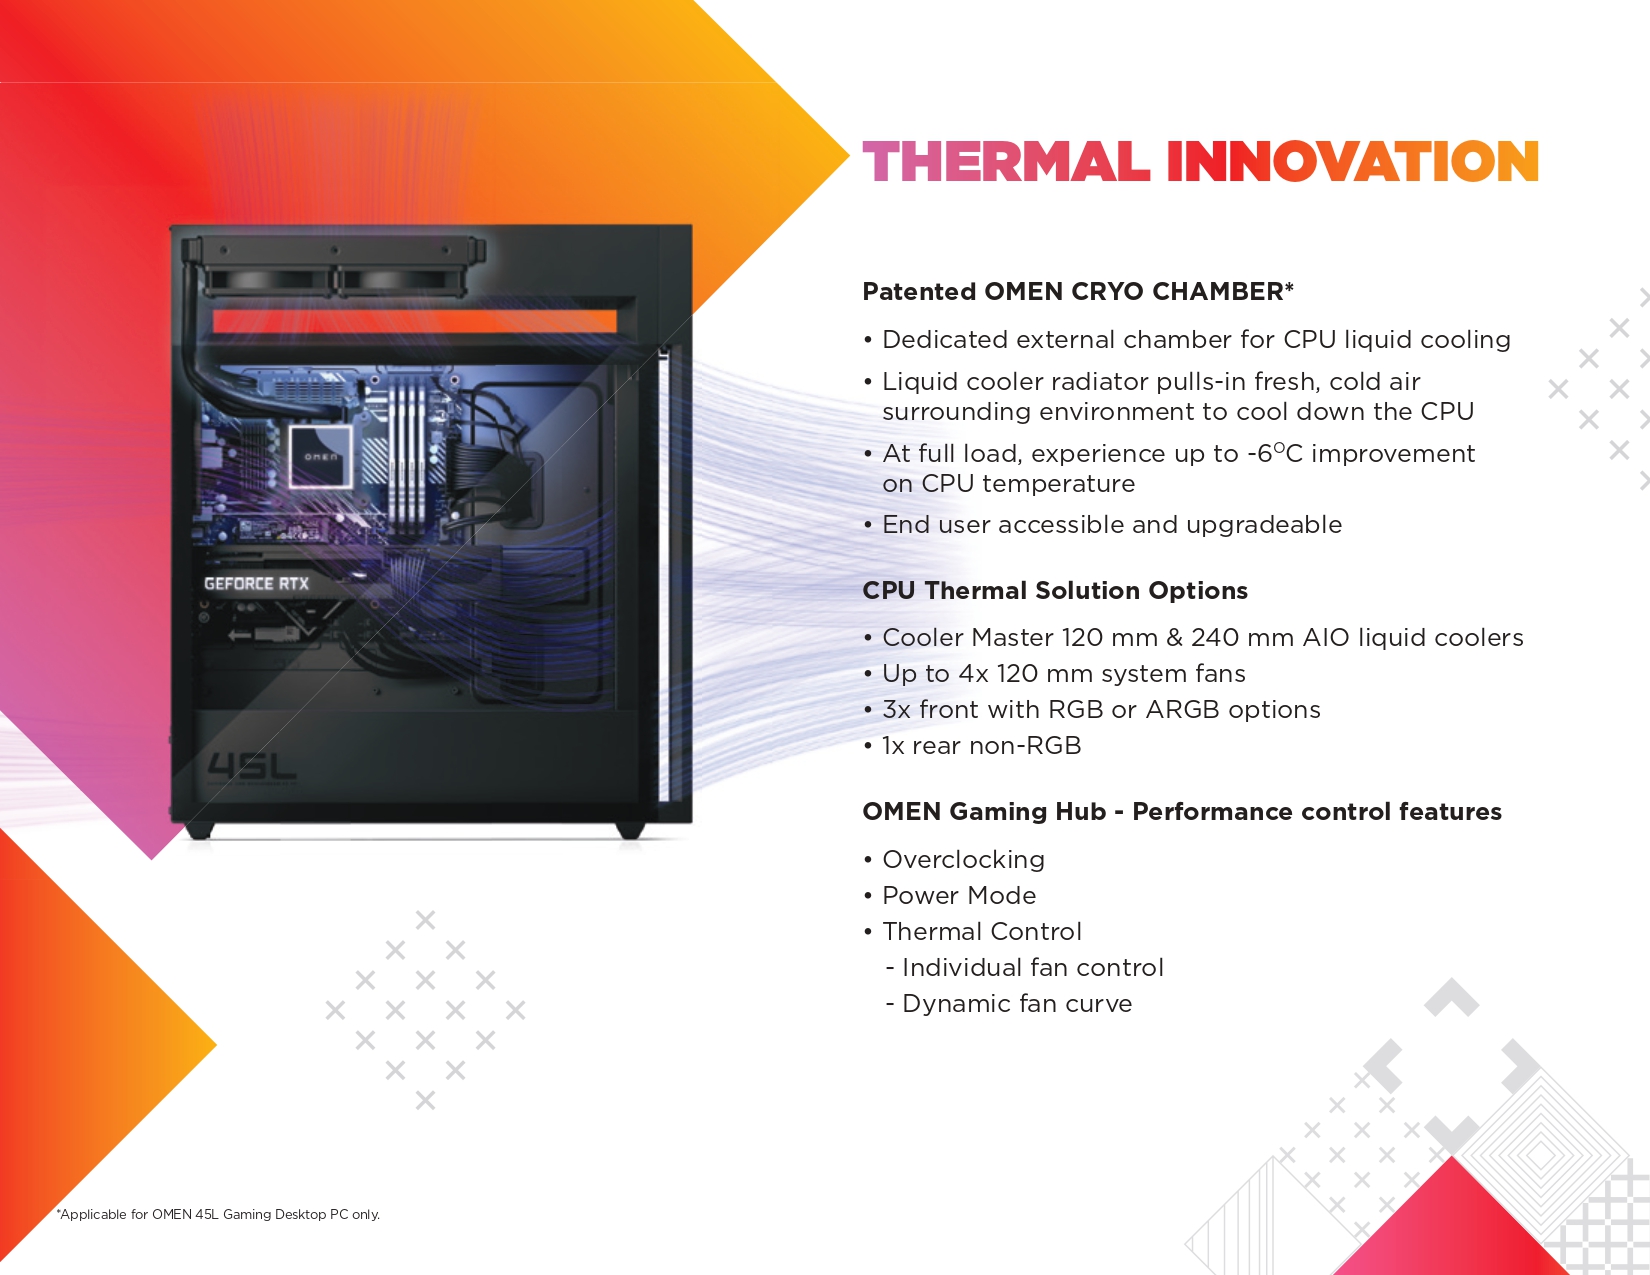 THERMAL INNOVATION
OMEN
GEFORCE RTX
45L
Patented OMEN CRYO CHAMBER*
• Dedicated external chamber for CPU liquid cooling
• Liquid cooler radiator pulls-in fresh, cold air
surrounding environment to cool down the CPU
• At full load, experience up to -6ºC improvement
on CPU temperature
• End user accessible and upgradeable
CPU Thermal Solution Options
• Cooler Master 120 mm & 240 mm AIO liquid coolers
• Up to 4x 120 mm system fans
• 3x front with RGB or ARGB options
• 1x rear non-RGB
OMEN Gaming Hub - Performance control features
• Overclocking
• Power Mode
• Thermal Control
- Individual fan control
- Dynamic fan curve
*Applicable for OMEN 45L Gaming Desktop PC only.